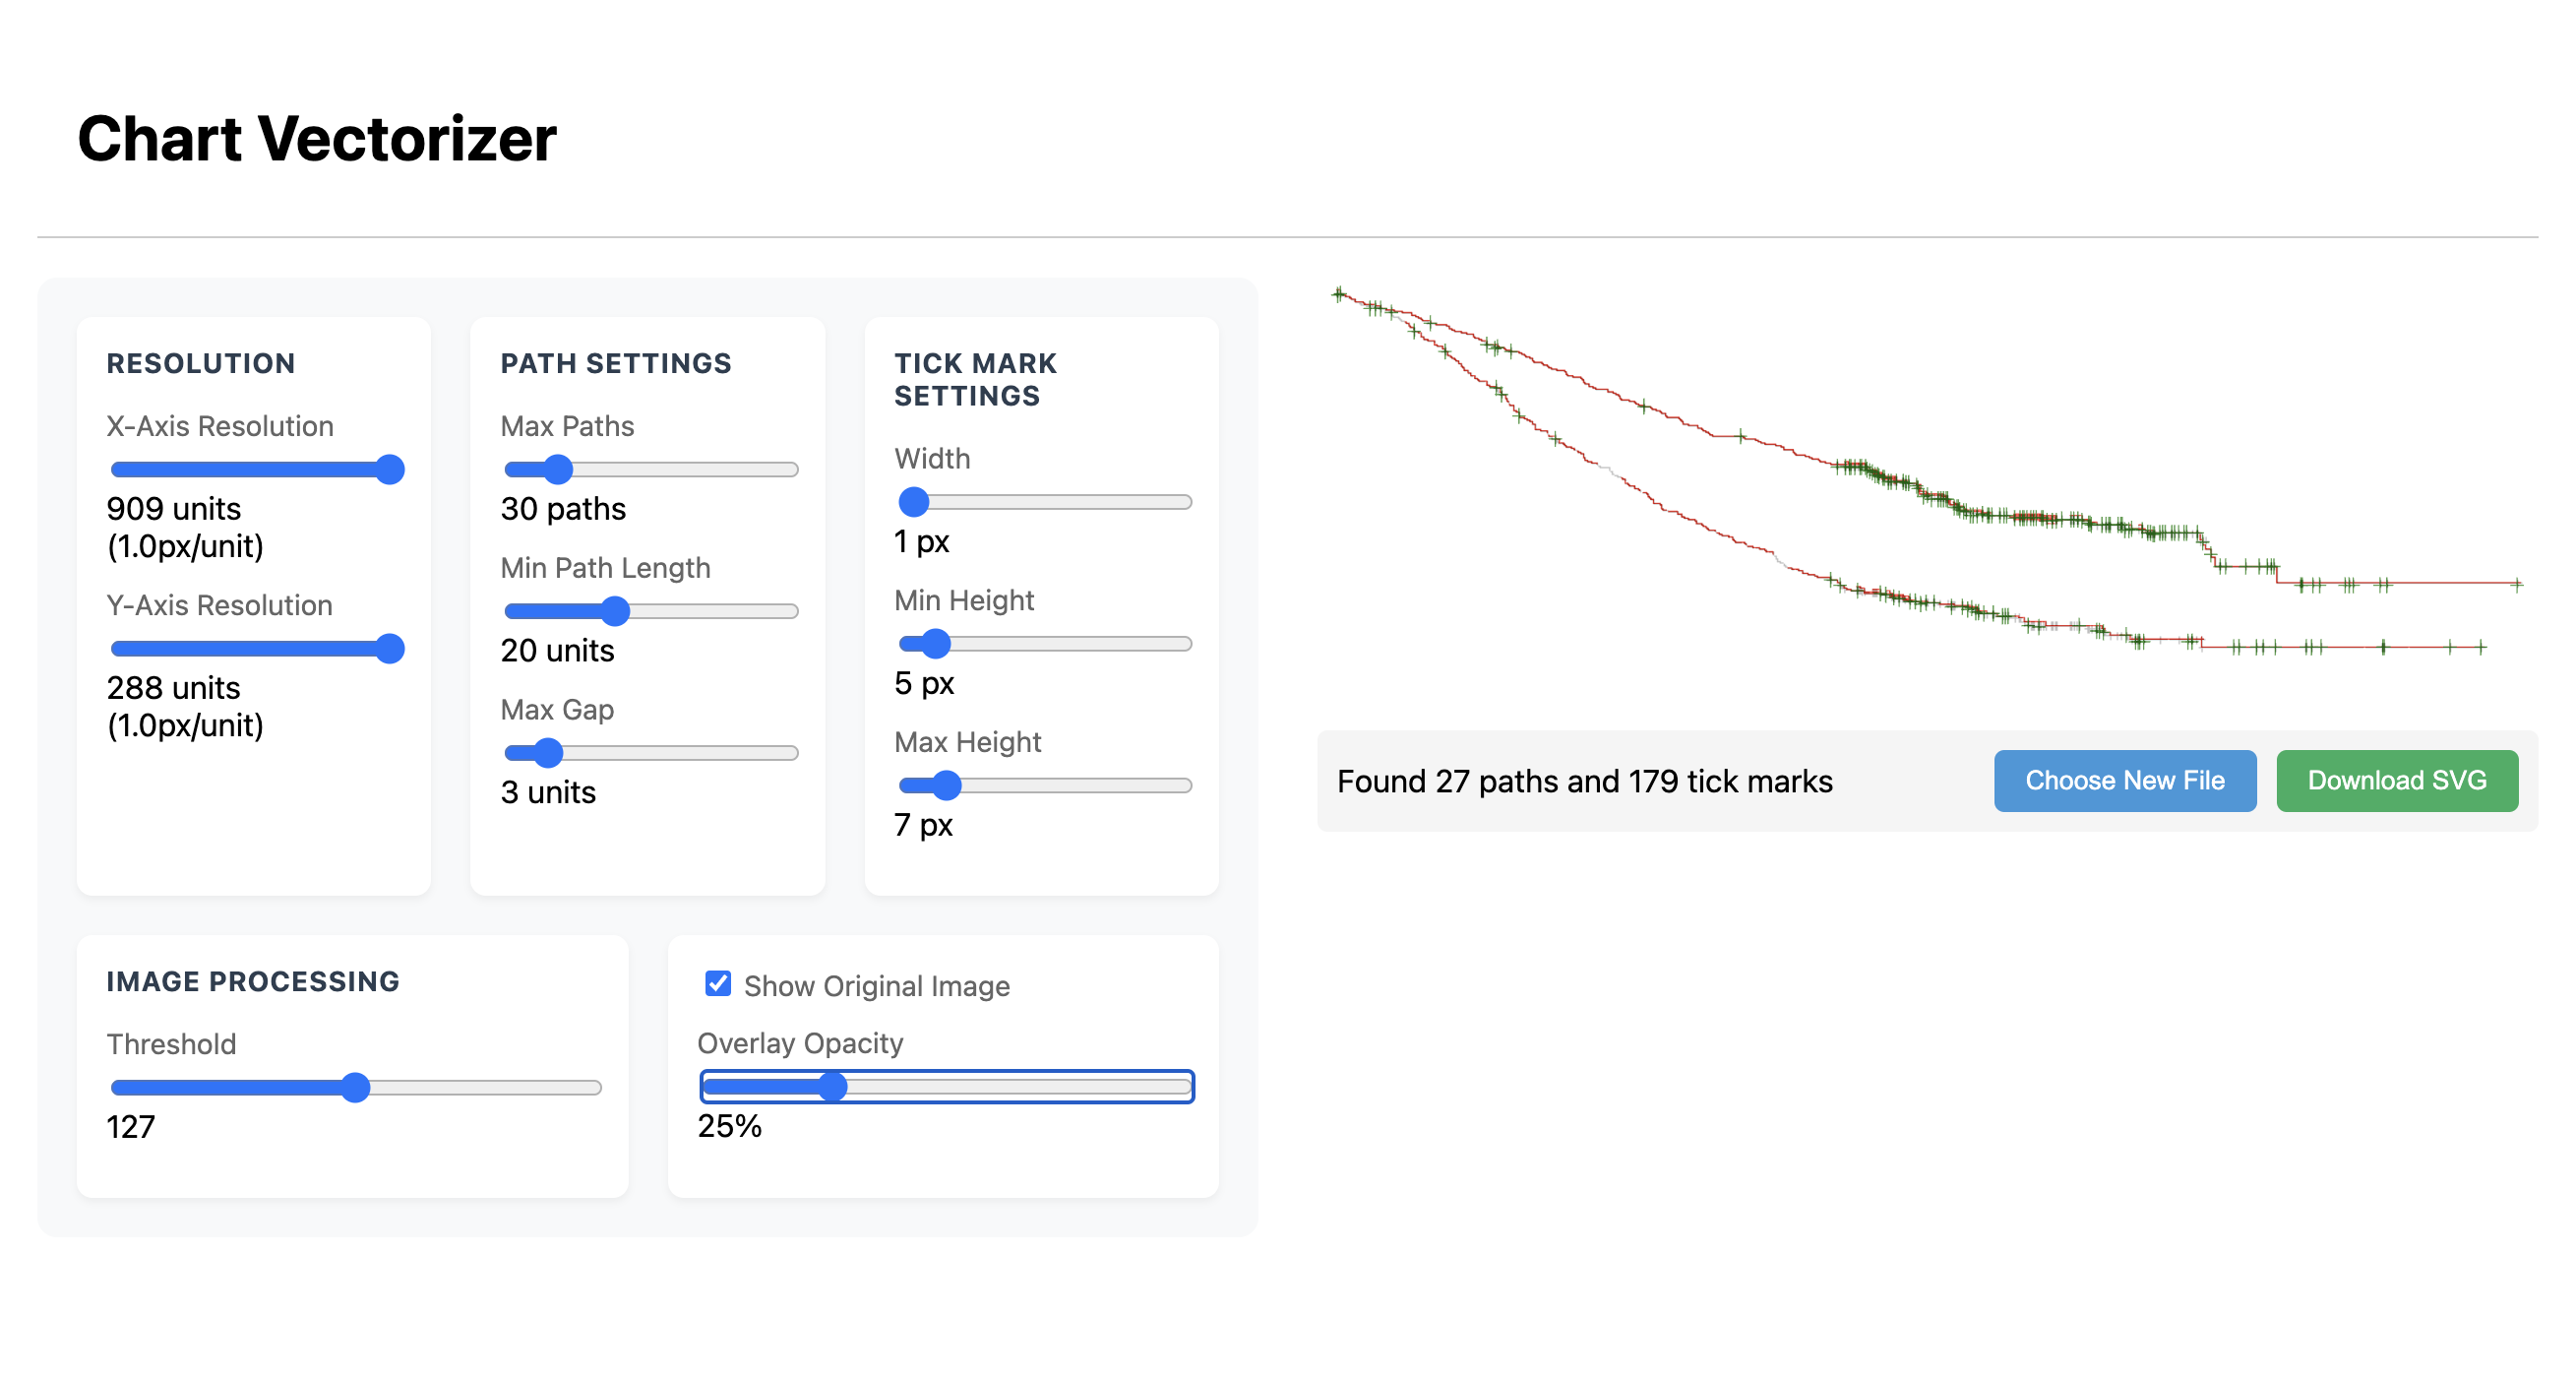 Chart Vectorizer
RESOLUTION
X-Axis Resolution
909 units
(1.0px/unit)
Y-Axis Resolution
288 units
(1.0px/unit)
PATH SETTINGS
Max Paths
30 paths
Min Path Length
20 units
Max Gap
3 units
TICK MARK
SETTINGS
Width
1 px
Min Height
5 px
Max Height
7 px
IMAGE PROCESSING
Threshold
127
Show Original Image
Overlay Opacity
25%
Found 27 paths and 179 tick marks
Choose New File
Download SVG